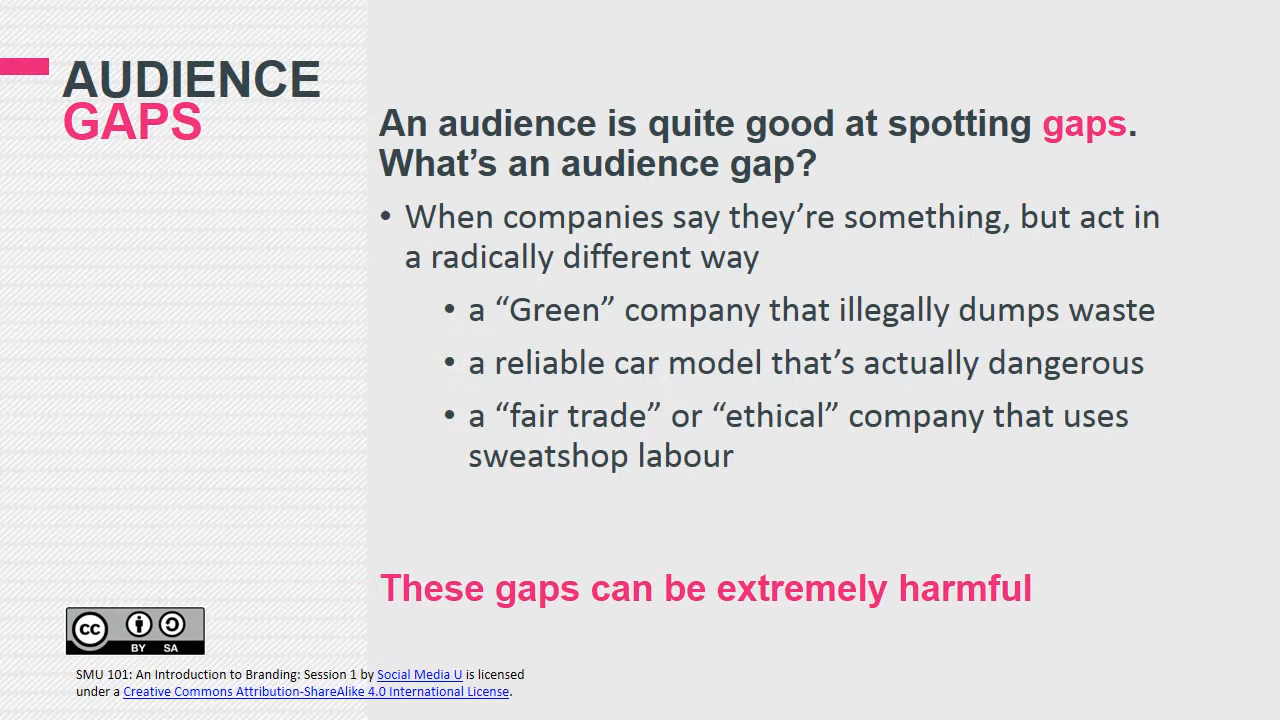 AUDIENCE
GAPS
An audience is quite good at spotting gaps.
What’s an audience gap?
• When companies say they’re something, but act in
a radically different way
• a “Green” company that illegally dumps waste
• a reliable car model that’s actually dangerous
• a “fair trade” or “ethical” company that uses
sweatshop labour
These gaps can be extremely harmful
cc
BY SA
SMU 101: An Introduction to Branding: Session 1 by Social Media U is licensed
under a Creative Commons Attribution-ShareAlike 4.0 International License.